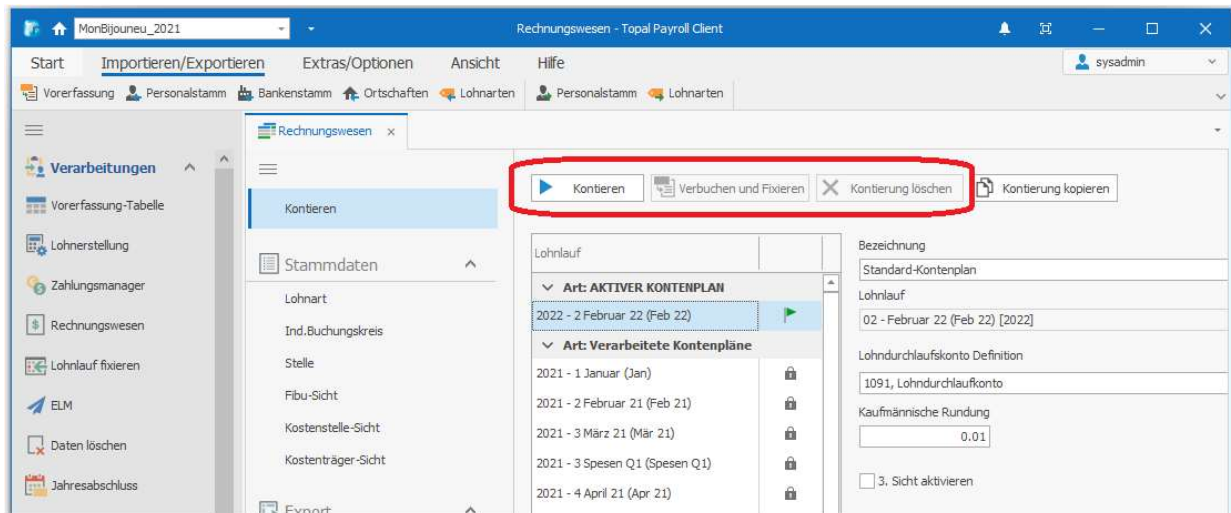 MonBijouneu_2021
Rechnungswesen - Topal Payroll Client
Start Importieren/Exportieren Extras/Optionen Ansicht Hilfe
sysadmin
Vorerfassung Personalstamm Bankenstamm Ortschaften Lohnarten Personalstamm Lohnarten
Rechnungswesen ×
Verarbeitungen
Vorerfassung-Tabelle
Lohnerstellung
Zahlungsmanager
Rechnungswesen
Lohnlauf fixieren
ELM
Daten löschen
Jahresabschluss
Kontieren
Stammdaten
Lohnart
Ind.Buchungskreis
Stelle
Fibu-Sicht
Kostenstelle-Sicht
Kostenträger-Sicht
Export
Kontieren Verbuchen und Fixieren Kontierung löschen Kontierung kopieren
Lohnlauf
Art: AKTIVER KONTENPLAN
2022 - 2 Februar 22 (Feb 22)
Art: Verarbeitete Kontenpläne
2021 - 1 Januar (Jan)
2021 - 2 Februar 21 (Feb 21)
2021 - 3 März 21 (Mär 21)
2021 - 3 Spesen Q1 (Spesen Q1)
2021 - 4 April 21 (Apr 21)
Bezeichnung
Standard-Kontenplan
Lohnlauf
02 - Februar 22 (Feb 22) [2022]
Lohndurchlaufskonto Definition
1091, Lohndurchlaufkonto
Kaufmännische Rundung
0.01
3. Sicht aktivieren